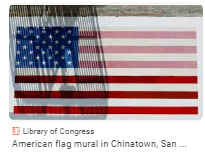 Library of Congress
American flag mural in Chinatown, San ...